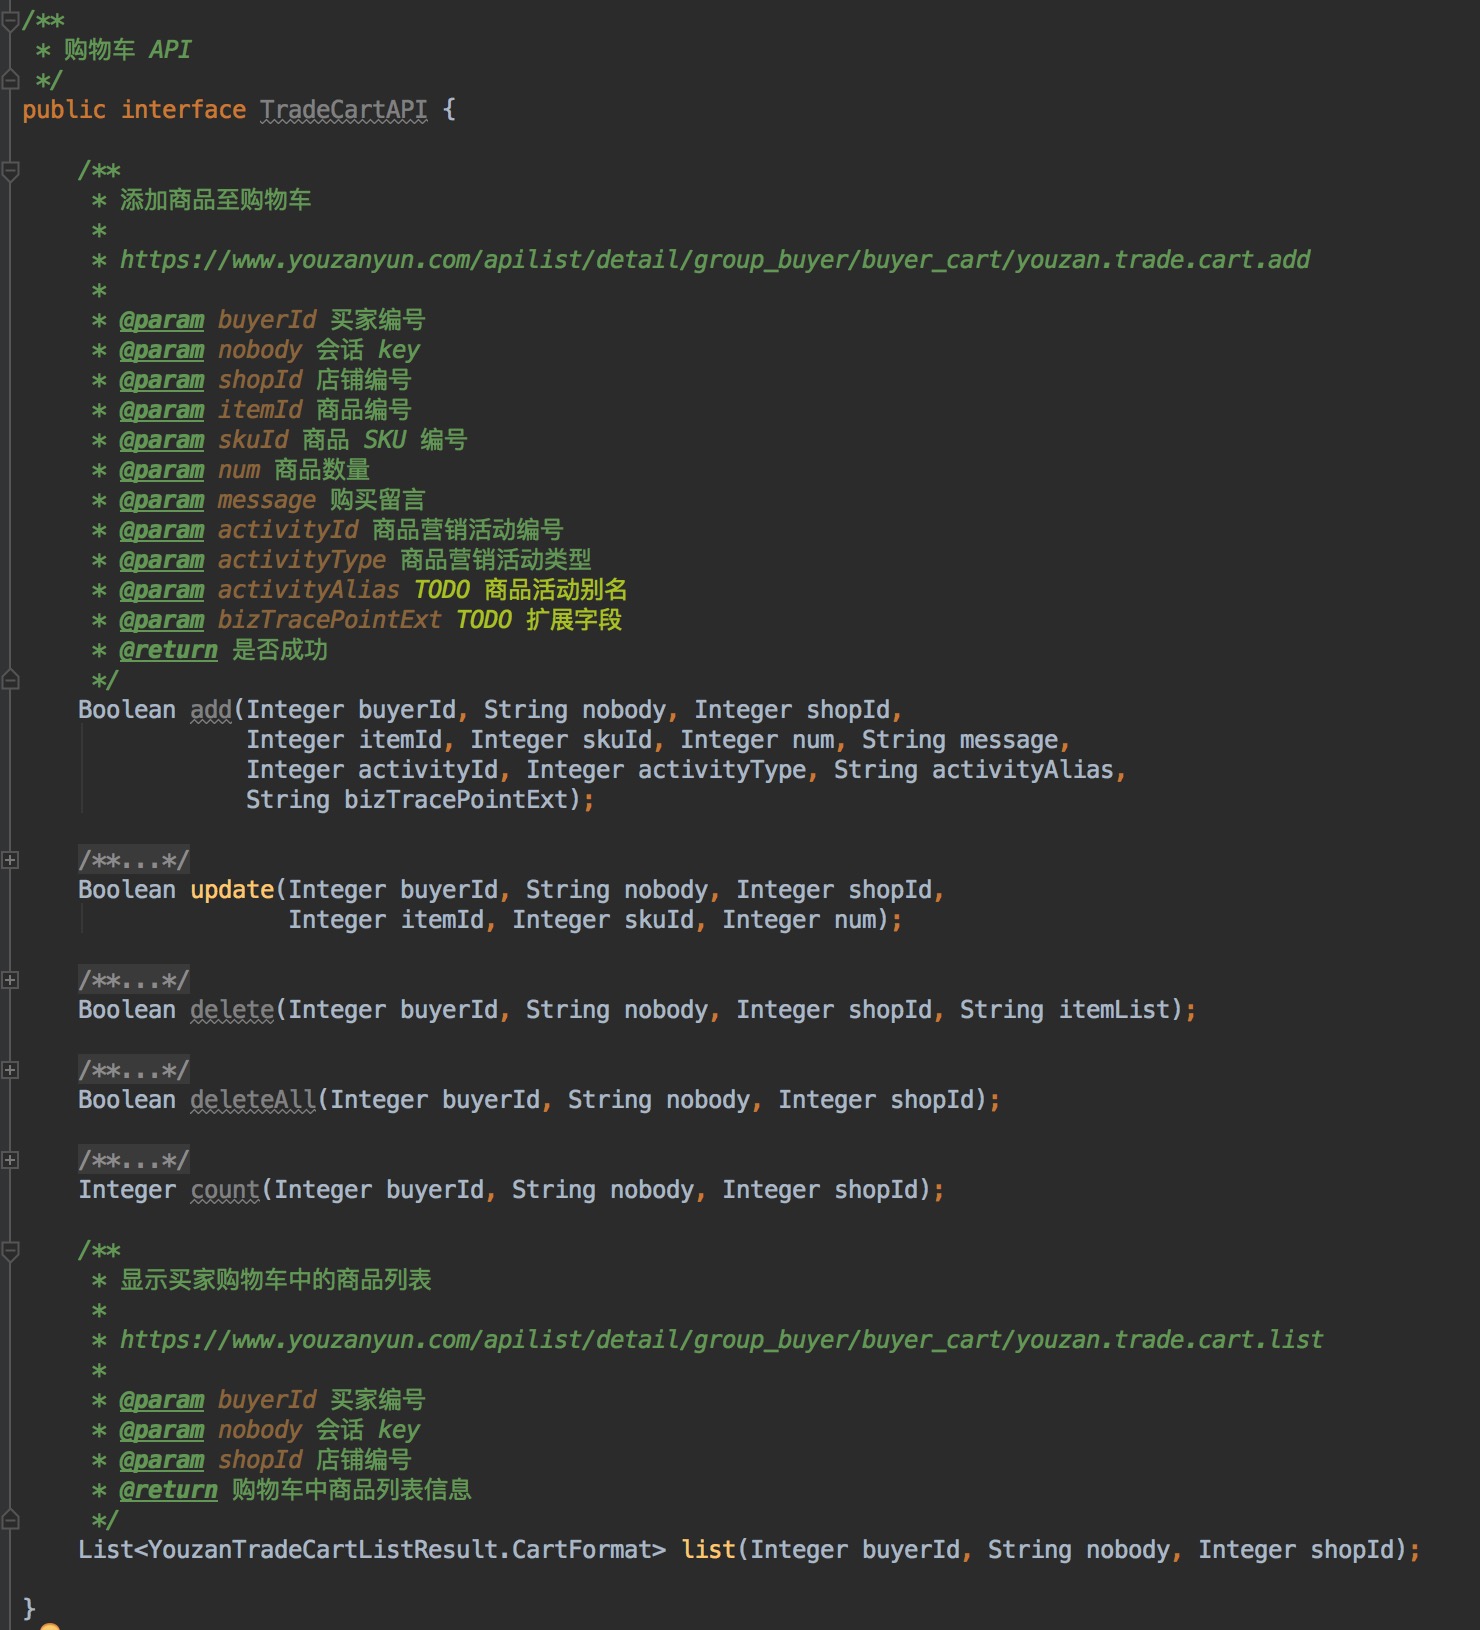 /**
 * 购物车 API
 */
public interface TradeCartAPI {
    /**
     * 添加商品至购物车
     *
     * https://www.youzanyun.com/apilist/detail/group_buyer/buyer_cart/youzan.trade.cart.add
     *
     * @param buyerId 买家编号
     * @param nobody 会话 key
     * @param shopId 店铺编号
     * @param itemId 商品编号
     * @param skuId 商品 SKU 编号
     * @param num 商品数量
     * @param message 购买留言
     * @param activityId 商品营销活动编号
     * @param activityType 商品营销活动类型
     * @param activityAlias TODO 商品活动别名
     * @param bizTracePointExt TODO 扩展字段
     * @return 是否成功
     */
    Boolean add(Integer buyerId, String nobody, Integer shopId,
                Integer itemId, Integer skuId, Integer num, String message,
                Integer activityId, Integer activityType, String activityAlias,
                String bizTracePointExt);
    /**...*/
    Boolean update(Integer buyerId, String nobody, Integer shopId,
                   Integer itemId, Integer skuId, Integer num);
    /**...*/
    Boolean delete(Integer buyerId, String nobody, Integer shopId, String itemList);
    /**...*/
    Boolean deleteAll(Integer buyerId, String nobody, Integer shopId);
    /**...*/
    Integer count(Integer buyerId, String nobody, Integer shopId);
    /**
     * 显示买家购物车中的商品列表
     *
     * https://www.youzanyun.com/apilist/detail/group_buyer/buyer_cart/youzan.trade.cart.list
     *
     * @param buyerId 买家编号
     * @param nobody 会话 key
     * @param shopId 店铺编号
     * @return 购物车中商品列表信息
     */
    List<YouzanTradeCartListResult.CartFormat> list(Integer buyerId, String nobody, Integer shopId);
}